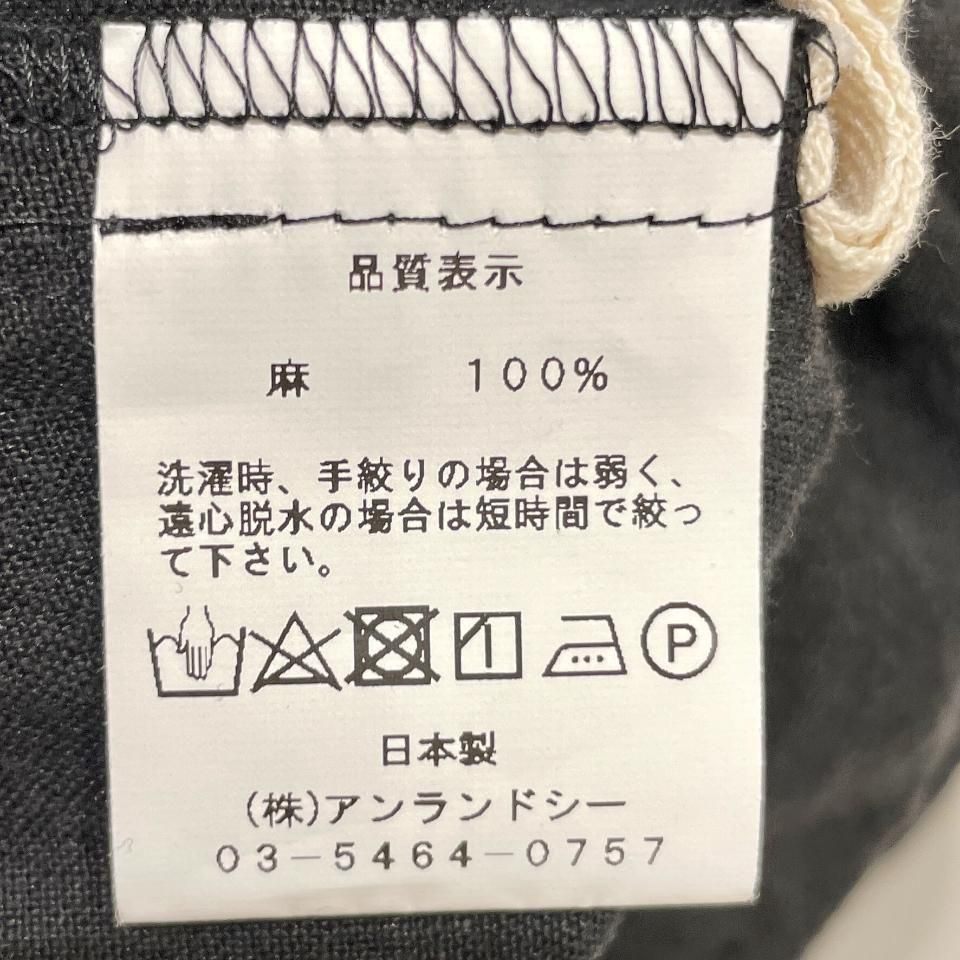 品質表示
麻 100%
洗濯時、手絞りの場合は弱く、
遠心脱水の場合は短時間で絞っ
て下さい。
P
日本製
(株)アンランドシー
03-5464-0757